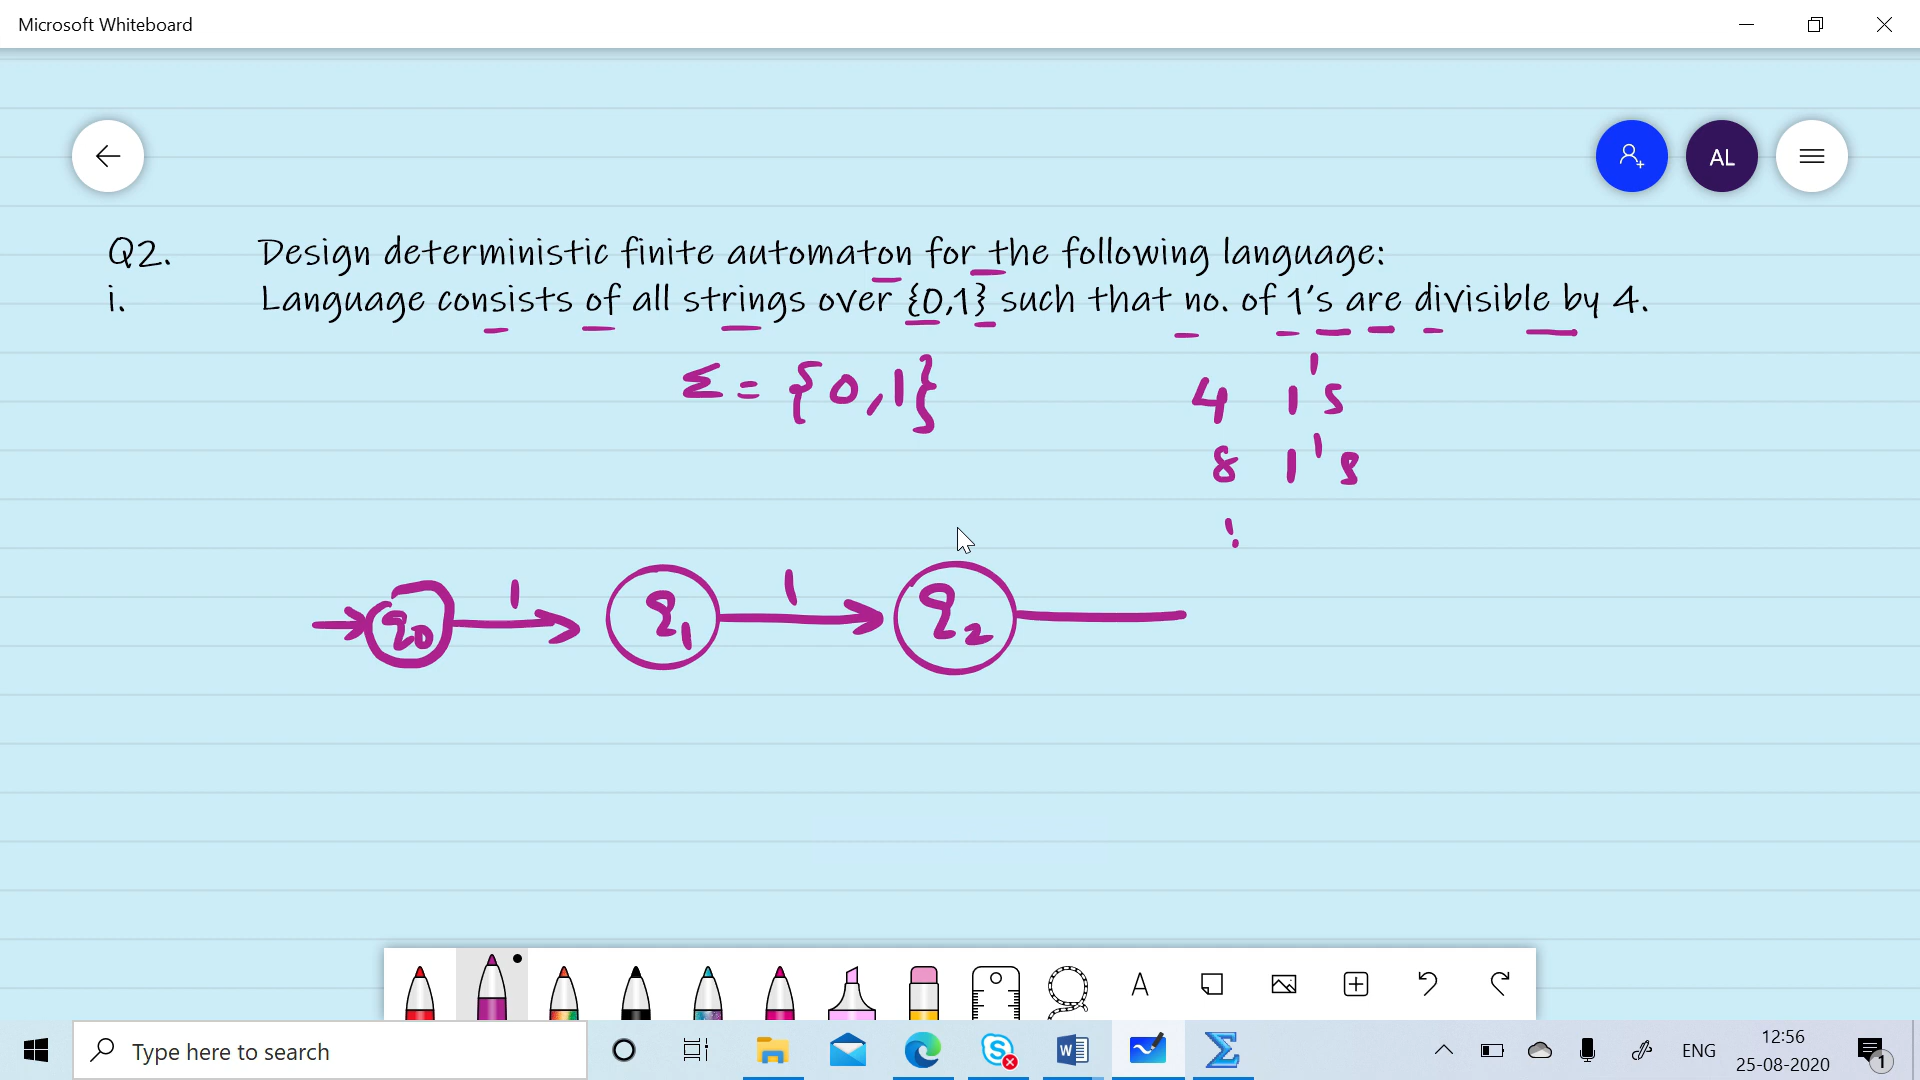 Microsoft Whiteboard
AL
Q2. Design deterministic finite automaton for the following language:
i. Language consists of all strings over {0,1} such that no. of 1's are divisible by 4.
Σ = {0,1}
4 1's
8 1's
q0 1 q1 1 q2
A
Type here to search
ENG
12:56
25-08-2020
1